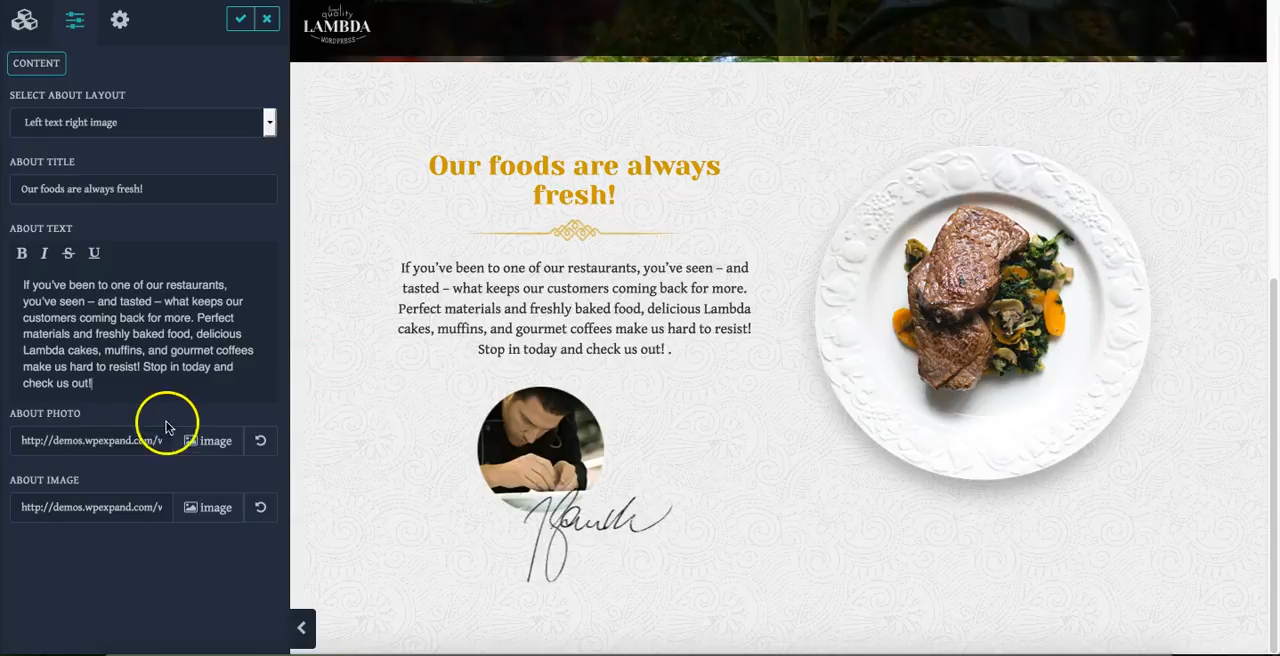 CONTENT
SELECT ABOUT LAYOUT
Left text right image
ABOUT TITLE
Our foods are always fresh!
ABOUT TEXT
B I S U
If you've been to one of our restaurants,
you've seen – and tasted – what keeps our
customers coming back for more. Perfect
materials and freshly baked food, delicious
Lambda cakes, muffins, and gourmet coffees
make us hard to resist! Stop in today and
check us out!
ABOUT PHOTO
http://demos.wpexpand.com/v
image
ABOUT IMAGE
http://demos.wpexpand.com/v
image
quality
LAMBDA
WORDPRESS
Our foods are always
fresh!
If you've been to one of our restaurants, you've seen – and
tasted – what keeps our customers coming back for more.
Perfect materials and freshly baked food, delicious Lambda
cakes, muffins, and gourmet coffees make us hard to resist!
Stop in today and check us out! .